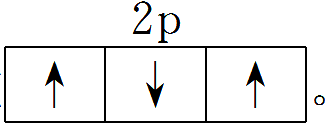 2p
↑ ↓ ↑ 。